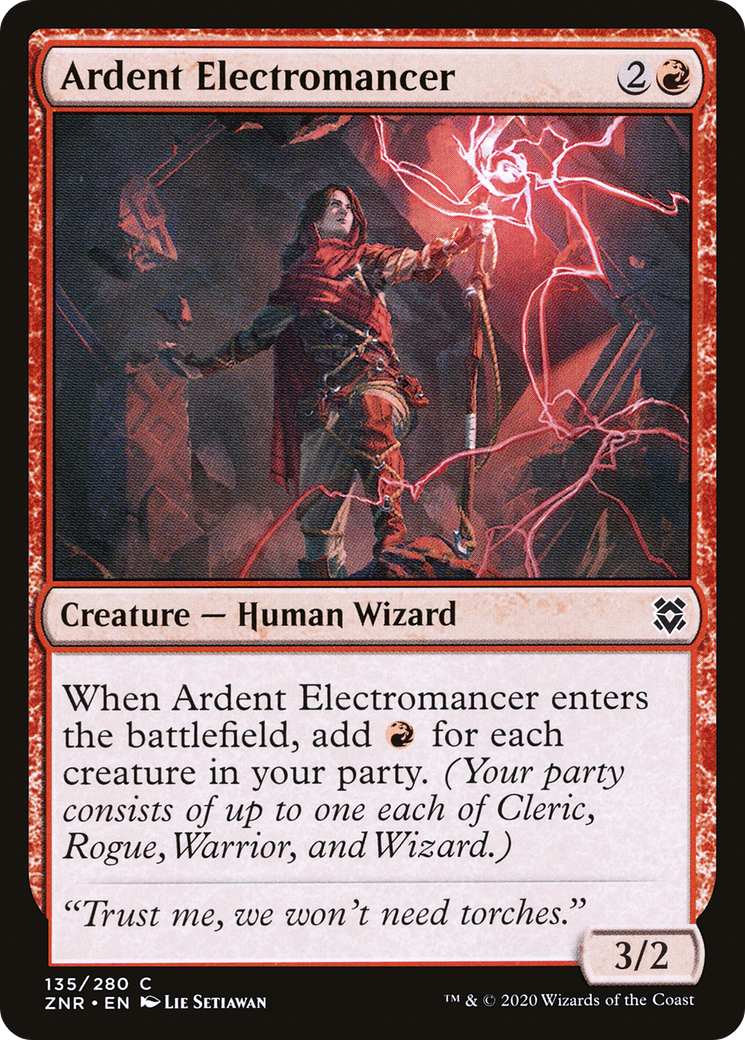 Ardent Electromancer 2
Creature — Human Wizard
When Ardent Electromancer enters
the battlefield, add for each
creature in your party. (Your party
consists of up to one each of Cleric,
Rogue, Warrior, and Wizard.)
“Trust me, we won’t need torches.”
3/2
135/280 C
ZNR • EN Lie Setiawan
™ & © 2020 Wizards of the Coast